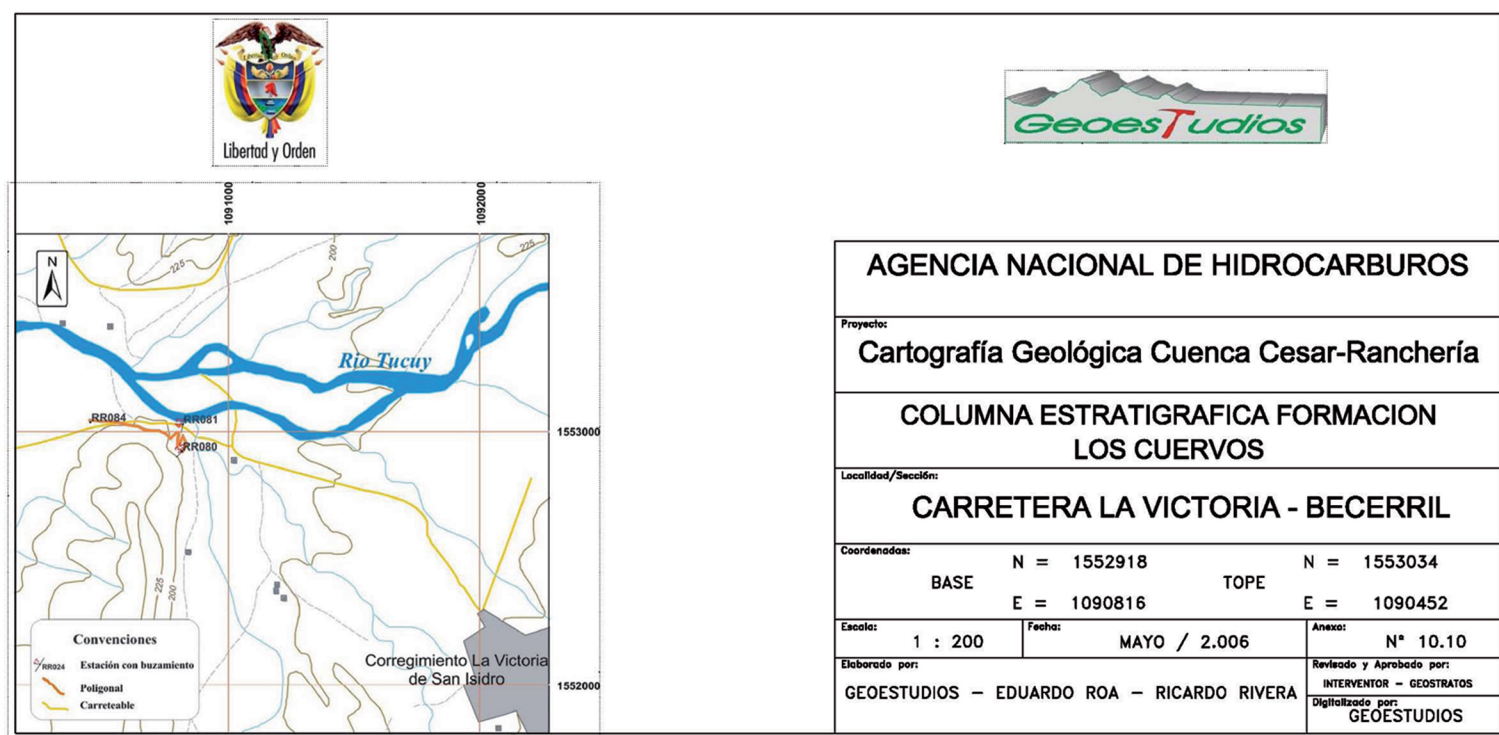 Libertad y Orden
GeoesTudios
1091000
1092000
N
225
200
225
Rio Tucuy
RR084
RR081
RR080
1553000
225
200
Convenciones
RR024 Estación con buzamiento
Poligonal
Carreteable
Corregimiento La Victoria
de San Isidro
1552000
AGENCIA NACIONAL DE HIDROCARBUROS
Proyecto:
Cartografía Geológica Cuenca Cesar-Ranchería
COLUMNA ESTRATIGRAFICA FORMACION
LOS CUERVOS
Localidad/Sección:
CARRETERA LA VICTORIA - BECERRIL
Coordenadas:
BASE
N = 1552918
E = 1090816
TOPE
N = 1553034
E = 1090452
Escala:
1 : 200
Fecha:
MAYO / 2.006
Anexo:
Nº 10.10
Elaborado por:
GEOESTUDIOS - EDUARDO ROA - RICARDO RIVERA
Revisado y Aprobado por:
INTERVENTOR - GEOSTRATOS
Digitalizado por:
GEOESTUDIOS